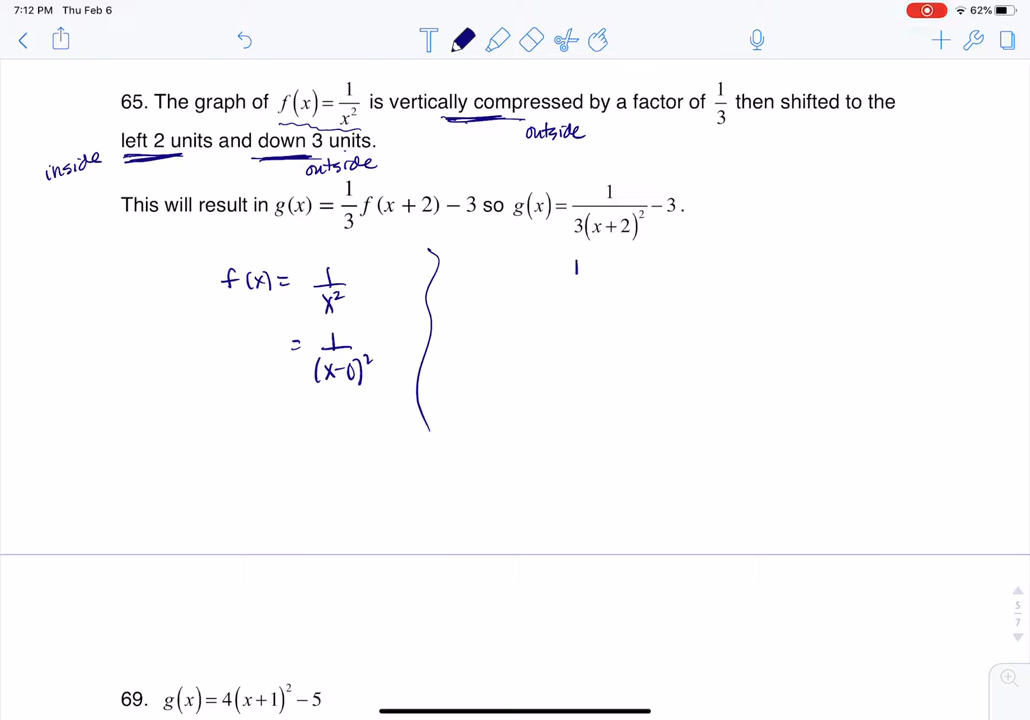 7:12 PM Thu Feb 6
62%
T
65. The graph of f(x)=1/x² is vertically compressed by a factor of 1/3 then shifted to the
outside
left 2 units and down 3 units.
inside
outside
This will result in g(x) = 1/3 f(x + 2) − 3 so g(x)= 1/(3(x+2)²) −3.
f(x)= 1/x²
1
= 1/(x-0)²
5
7
69. g(x)=4(x+1)²−5